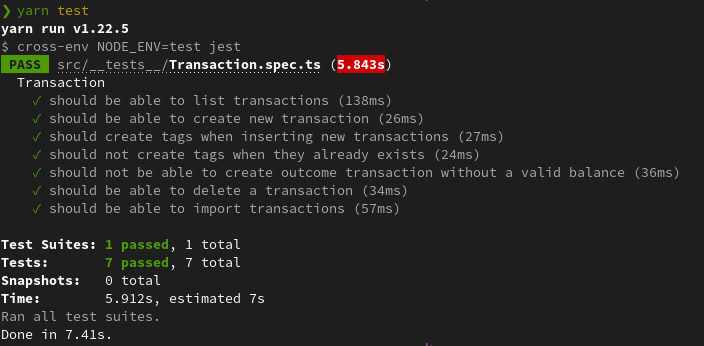 ❯ yarn test
yarn run v1.22.5
$ cross-env NODE_ENV=test jest
PASS src/__tests__/Transaction.spec.ts (5.843s)
Transaction
✓ should be able to list transactions (138ms)
✓ should be able to create new transaction (26ms)
✓ should create tags when inserting new transactions (27ms)
✓ should not create tags when they already exists (24ms)
✓ should not be able to create outcome transaction without a valid balance (36ms)
✓ should be able to delete a transaction (34ms)
✓ should be able to import transactions (57ms)
Test Suites: 1 passed, 1 total
Tests: 7 passed, 7 total
Snapshots: 0 total
Time: 5.912s, estimated 7s
Ran all test suites.
Done in 7.41s.